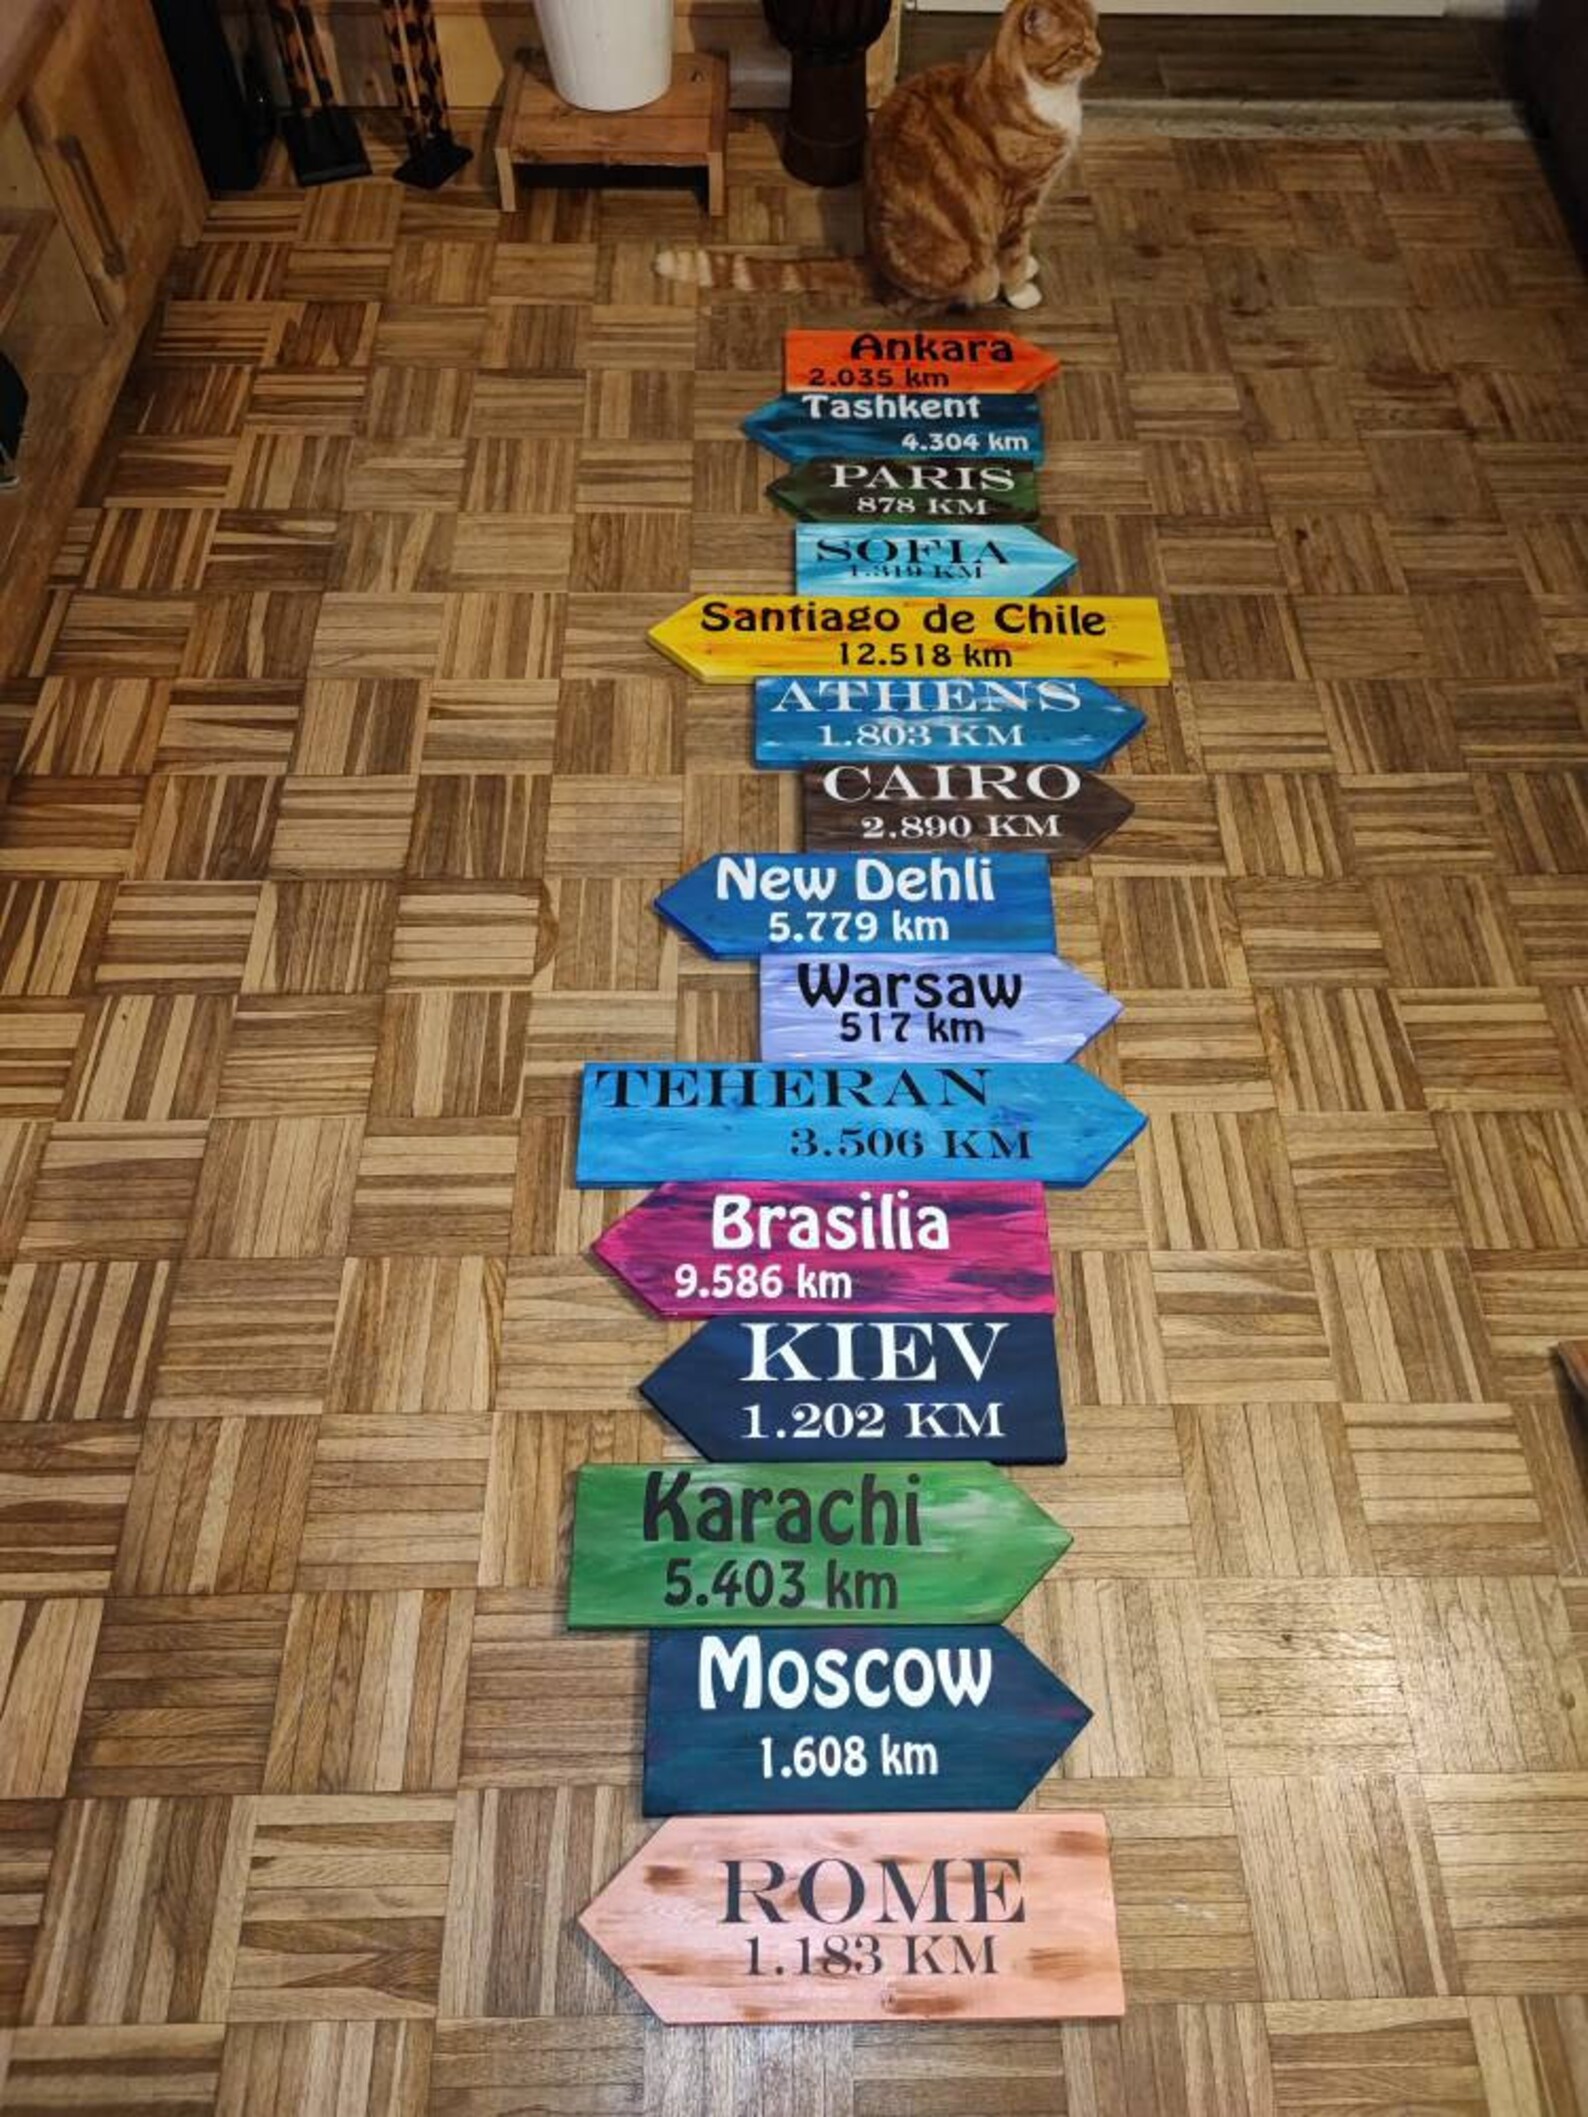 Ankara
2.035 km
Tashkent
4.304 km
PARIS
878 KM
SOFIA
1.319 KM
Santiago de Chile
12.518 km
ATHENS
1.803 KM
CAIRO
2.890 KM
New Dehli
5.779 km
Warsaw
517 km
TEHERAN
3.506 KM
Brasilia
9.586 km
KIEV
1.202 KM
Karachi
5.403 km
Moscow
1.608 km
ROME
1.183 KM